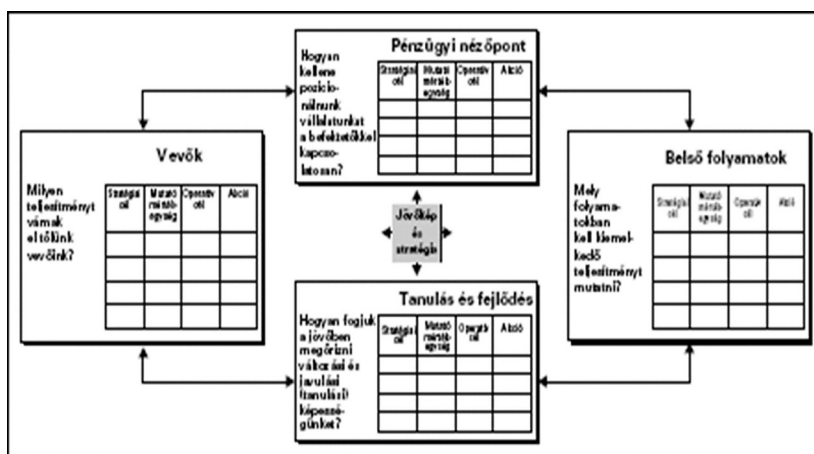 Pénzügyi nézőpont
Hogyan
kellene
pozicio-
nálnunk
vállalatunkat
a befektetőkkel
kapcso-
latosan?
Stratégiai
cél
Mutató
mérték-
egység
Operatív
cél
Akció
Vevők
Milyen
teljesítményt
várnak
el tőlünk
vevőink?
Stratégiai
cél
Mutató
mérték-
egység
Operatív
cél
Akció
Jövőkép
és
stratégia
Belső folyamatok
Mely
folyama-
tokban
kell kiemel-
kedő
teljesítményt
mutatni?
Stratégiai
cél
Mutató
mérték-
egység
Operatív
cél
Akció
Tanulás és fejlődés
Hogyan fogjuk
a jövőben
megőrizni
változási és
javulási
(tanulási)
képessé-
günket?
Stratégiai
cél
Mutató
mérték-
egység
Operatív
cél
Akció